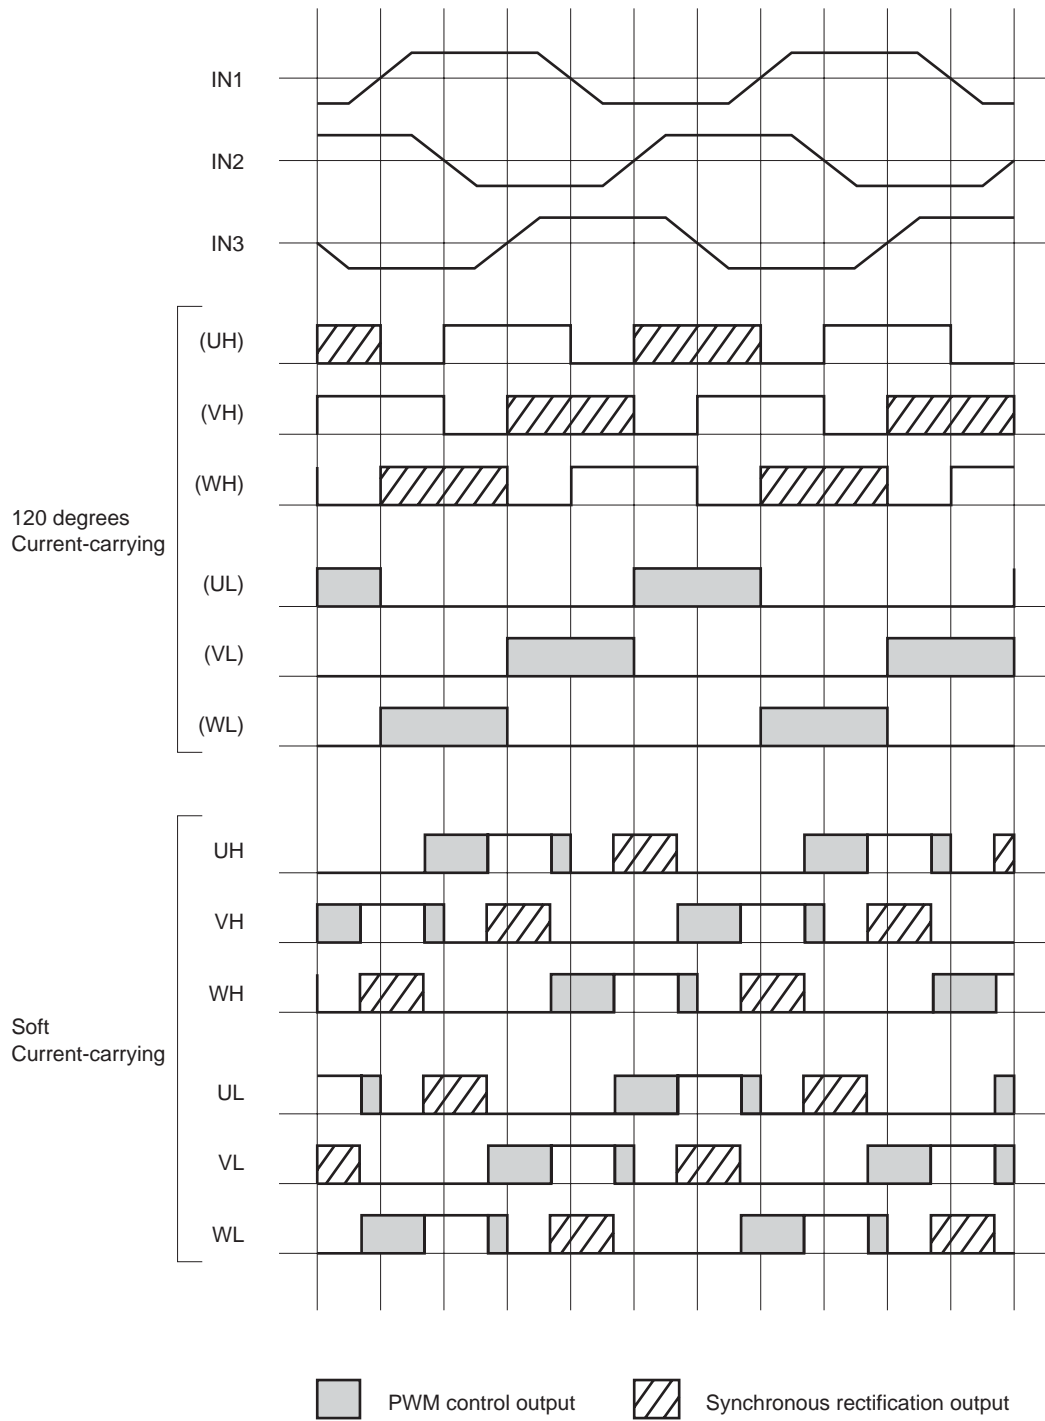 IN1
IN2
IN3
(UH)
(VH)
(WH)
120 degrees
Current-carrying
(UL)
(VL)
(WL)
UH
VH
WH
Soft
Current-carrying
UL
VL
WL
PWM control output
Synchronous rectification output